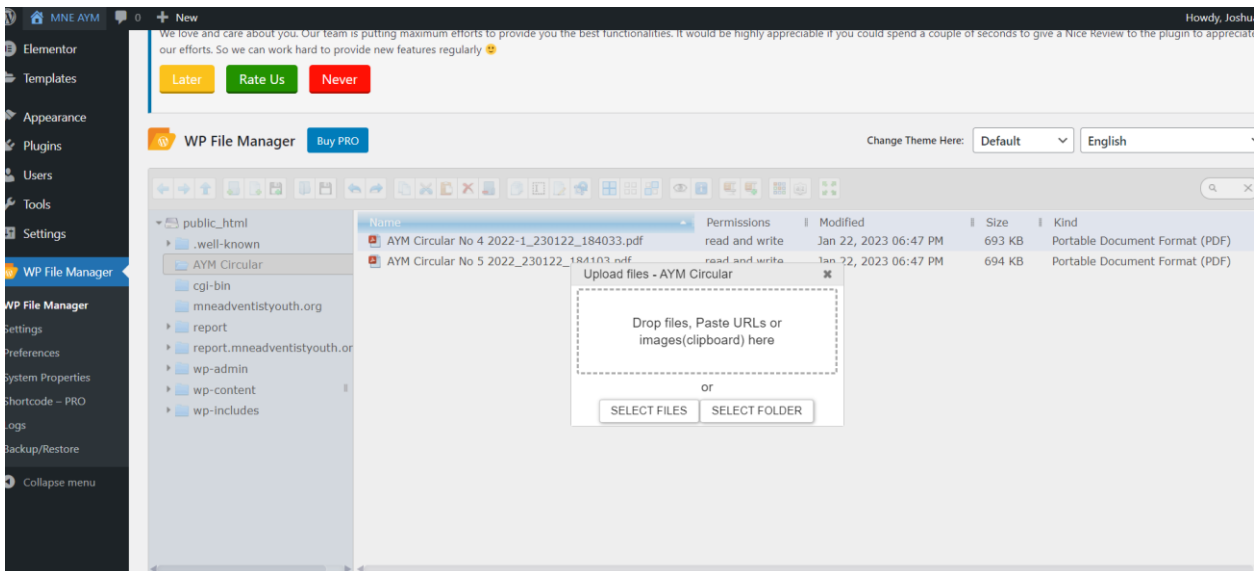 MNE AYM 0 + New Howdy, Joshua
We love and care about you. Our team is putting maximum efforts to provide you the best functionalities. It would be highly appreciable if you could spend a couple of seconds to give a Nice Review to the plugin to appreciate
our efforts. So we can work hard to provide new features regularly
Later Rate Us Never
Elementor
Templates
Appearance
Plugins
Users
Tools
Settings
WP File Manager
WP File Manager
Settings
Preferences
System Properties
Shortcode – PRO
Logs
Backup/Restore
Collapse menu
WP File Manager Buy PRO Change Theme Here: Default English
public_html
.well-known
AYM Circular
cgi-bin
mneadventistyouth.org
report
report.mneadventistyouth.or
wp-admin
wp-content
wp-includes
Name Permissions Modified Size Kind
AYM Circular No 4 2022-1_230122_184033.pdf read and write Jan 22, 2023 06:47 PM 693 KB Portable Document Format (PDF)
AYM Circular No 5 2022_230122_184103.pdf read and write Jan 22, 2023 06:47 PM 694 KB Portable Document Format (PDF)
Upload files - AYM Circular
Drop files, Paste URLs or
images(clipboard) here
or
SELECT FILES SELECT FOLDER